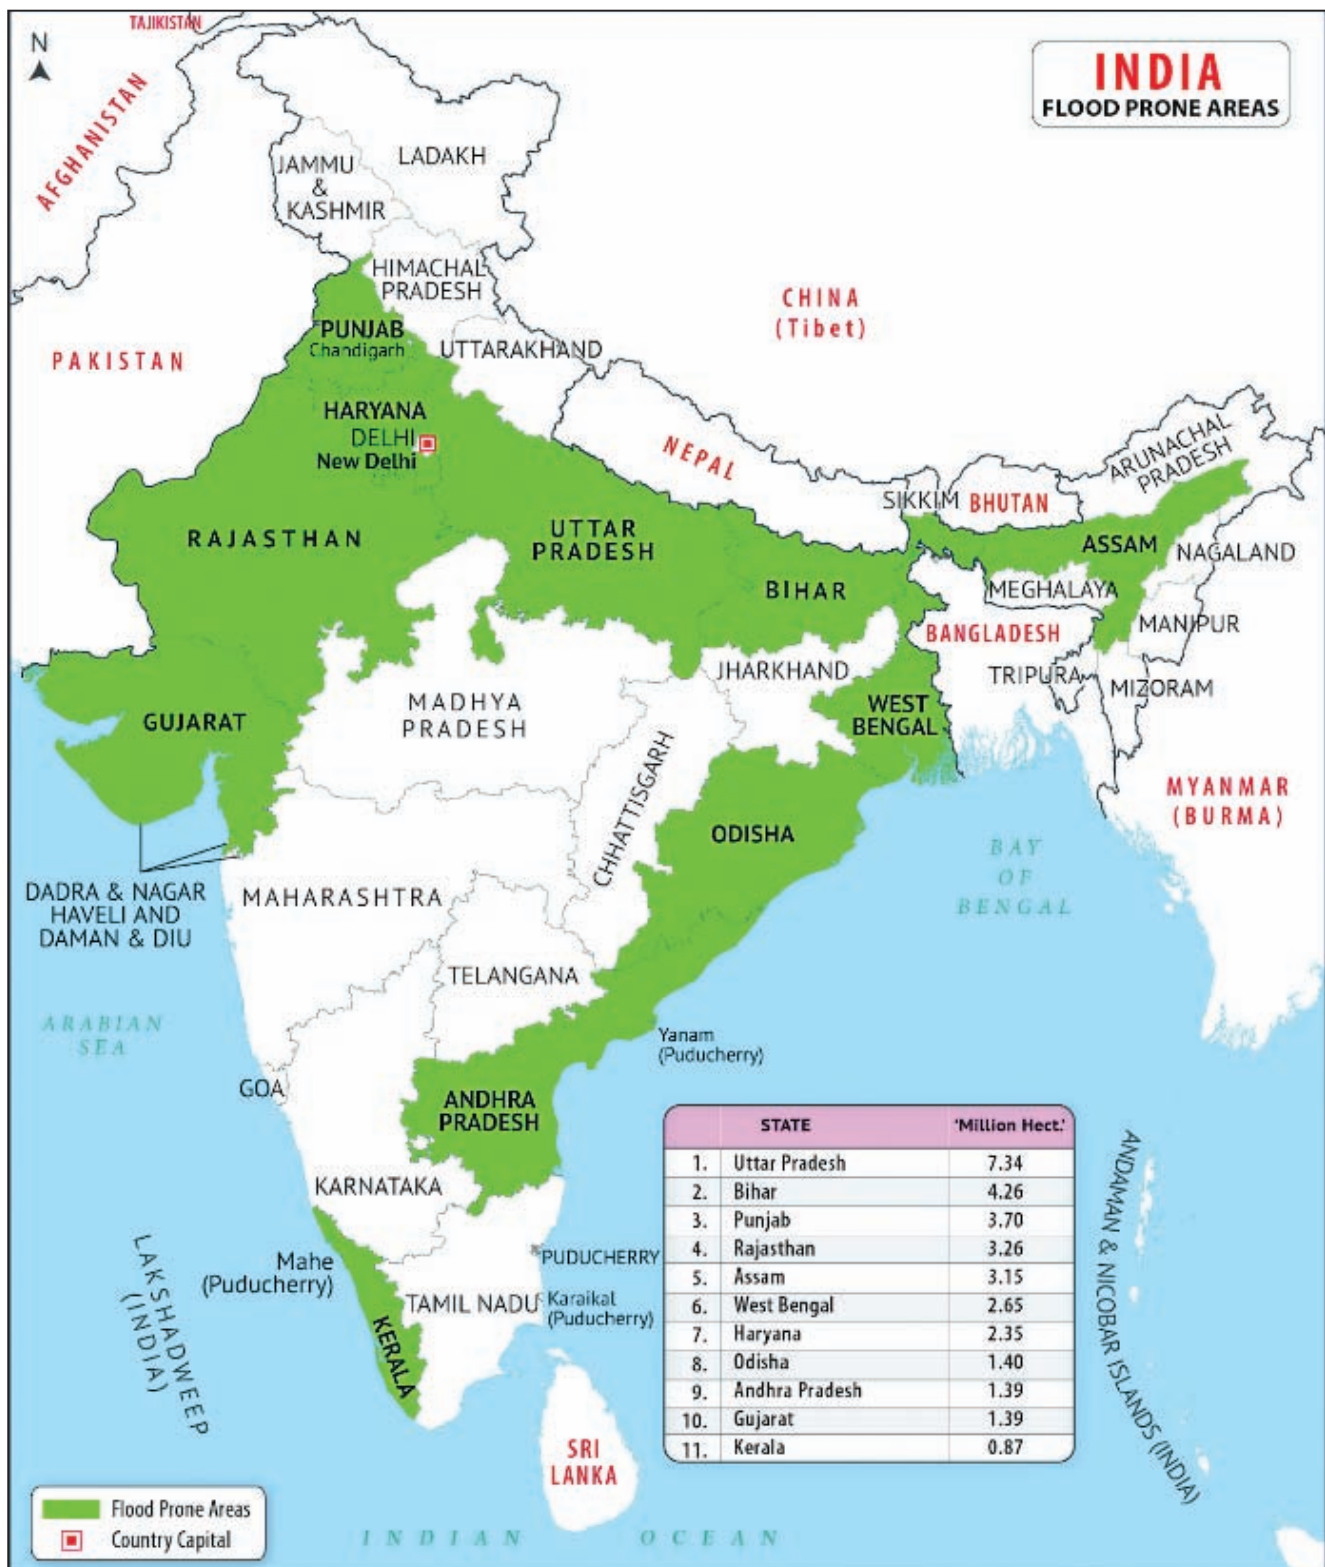 TAJIKISTAN
N
INDIA
FLOOD PRONE AREAS
AFGHANISTAN
LADAKH
JAMMU
&
KASHMIR
HIMACHAL
PRADESH
CHINA
(Tibet)
PUNJAB
Chandigarh
UTTARAKHAND
PAKISTAN
HARYANA
DELHI
New Delhi
NEPAL
ARUNACHAL
PRADESH
SIKKIM
BHUTAN
RAJASTHAN
UTTAR
PRADESH
ASSAM
NAGALAND
BIHAR
MEGHALAYA
BANGLADESH
MANIPUR
JHARKHAND
TRIPURA
MIZORAM
MADHYA
PRADESH
GUJARAT
WEST
BENGAL
CHHATTISGARH
MYANMAR
(BURMA)
ODISHA
BAY
OF
BENGAL
DADRA & NAGAR
HAVELI AND
DAMAN & DIU
MAHARASHTRA
TELANGANA
ARABIAN
SEA
Yanam
(Puducherry)
GOA
ANDHRA
PRADESH
KARNATAKA
Mahe
(Puducherry)
PUDUCHERRY
TAMIL NADU
Karaikal
(Puducherry)
KERALA
LAKSHADWEEP
(INDIA)
ANDAMAN & NICOBAR ISLANDS (INDIA)
SRI
LANKA
STATE 'Million Hect.'
1. Uttar Pradesh 7.34
2. Bihar 4.26
3. Punjab 3.70
4. Rajasthan 3.26
5. Assam 3.15
6. West Bengal 2.65
7. Haryana 2.35
8. Odisha 1.40
9. Andhra Pradesh 1.39
10. Gujarat 1.39
11. Kerala 0.87
Flood Prone Areas
Country Capital
INDIAN OCEAN